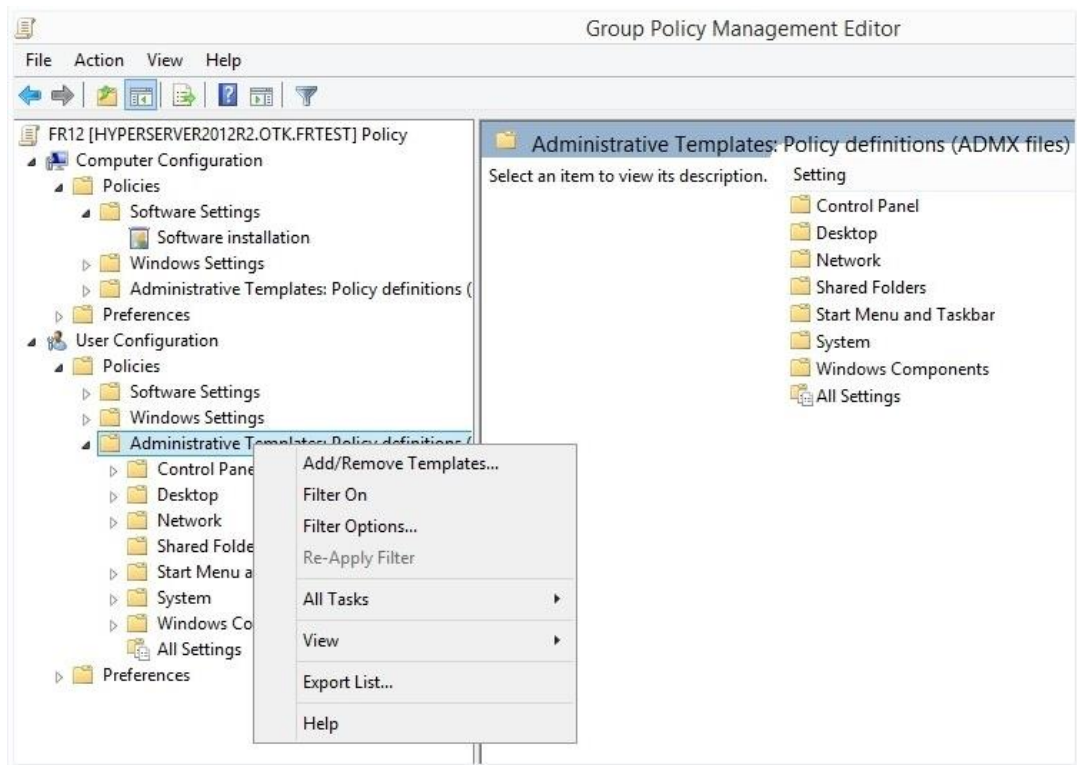 Group Policy Management Editor
File Action View Help
FR12 [HYPERSERVER2012R2.OTK.FRTEST] Policy
Computer Configuration
Policies
Software Settings
Software installation
Windows Settings
Administrative Templates: Policy definitions (
Preferences
User Configuration
Policies
Software Settings
Windows Settings
Administrative Templates: Policy definitions (
Control Pane
Desktop
Network
Shared Folde
Start Menu a
System
Windows Co
All Settings
Preferences
Add/Remove Templates...
Filter On
Filter Options...
Re-Apply Filter
All Tasks
View
Export List...
Help
Administrative Templates: Policy definitions (ADMX files)
Select an item to view its description.
Setting
Control Panel
Desktop
Network
Shared Folders
Start Menu and Taskbar
System
Windows Components
All Settings